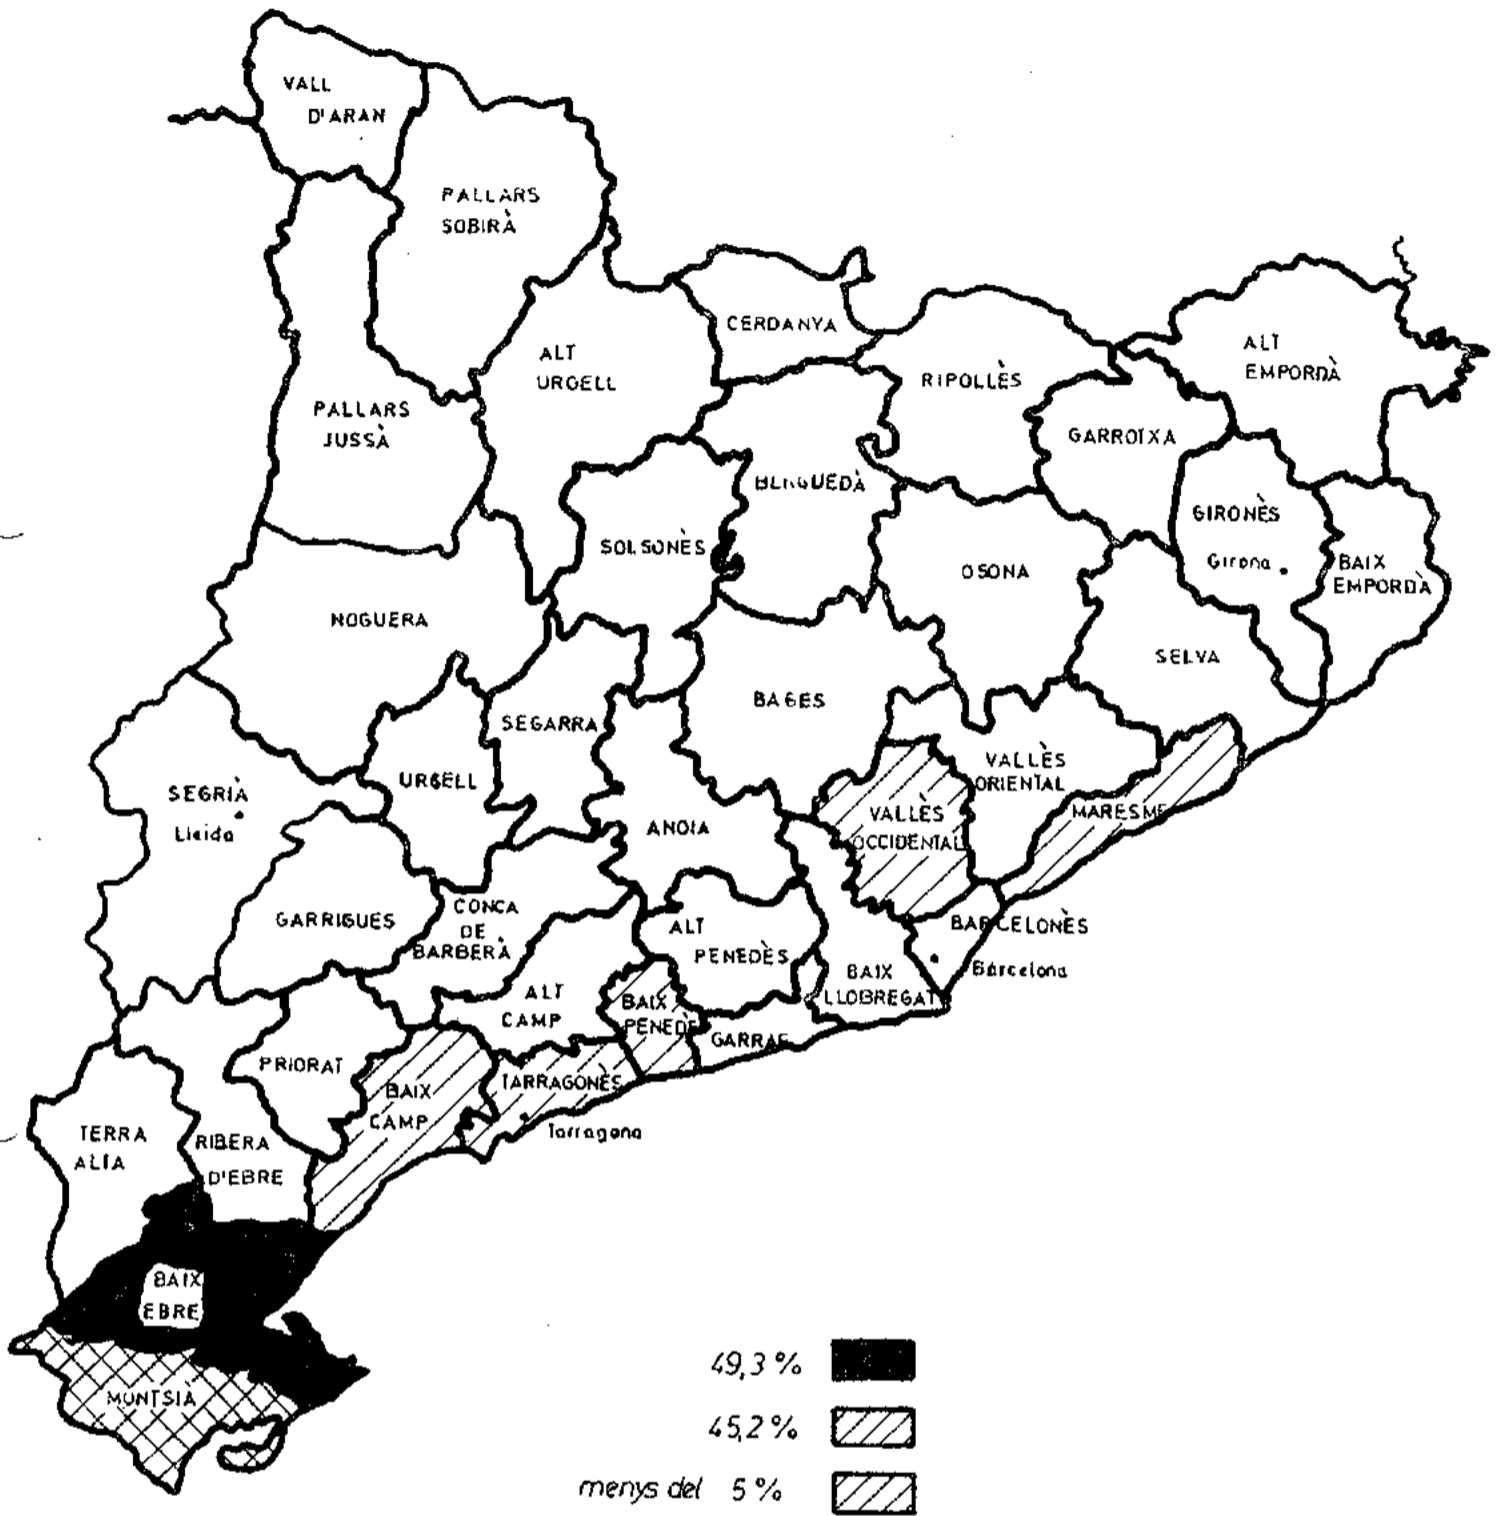 VALL
D'ARAN
PALLARS
SOBIRÀ
CERDANYA
ALT
URGELL
RIPOLLÈS
ALT
EMPORDÀ
PALLARS
JUSSÀ
GARROTXA
BERGUEDÀ
GIRONÈS
Girona
SOLSONÈS
OSONA
BAIX
EMPORDÀ
NOGUERA
SELVA
BAGES
SEGARRA
VALLÈS
ORIENTAL
URGELL
SEGRIÀ
Lleida
ANOIA
VALLÈS
OCCIDENTAL
MARESME
GARRIGUES
CONCA
DE
BARBERÀ
ALT
PENEDÈS
BARCELONÈS
Barcelona
BAIX
LLOBREGAT
ALT
CAMP
BAIX
PENEDÈ
GARRAF
PRIORAT
BAIX
CAMP
TARRAGONÈS
Tarragona
TERRA
ALTA
RIBERA
D'EBRE
BAIX
EBRE
MONTSIÀ
49,3 %
45,2 %
menys del 5 %